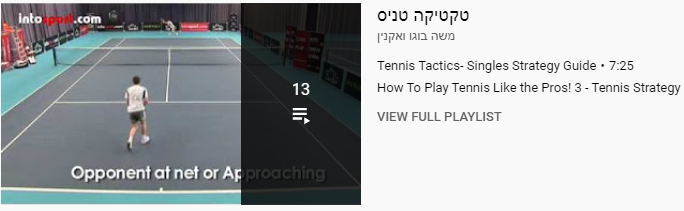 intosport.com
13
Opponent at net or Approaching
טקטיקה טניס
משה בוגו ואקנין
Tennis Tactics- Singles Strategy Guide • 7:25
How To Play Tennis Like the Pros! 3 - Tennis Strategy
VIEW FULL PLAYLIST